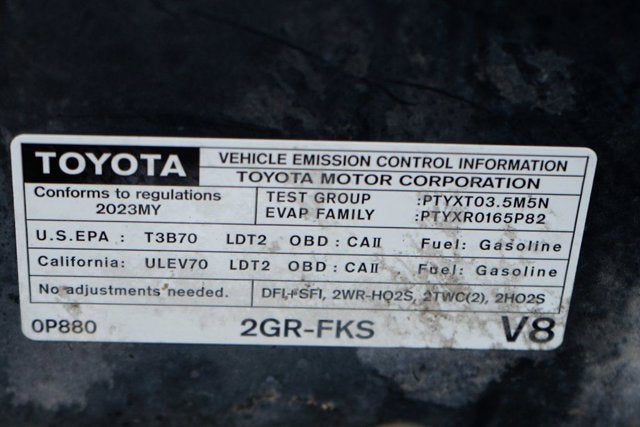 TOYOTA
VEHICLE EMISSION CONTROL INFORMATION
TOYOTA MOTOR CORPORATION
Conforms to regulations
2023MY
TEST GROUP :PTYXT03.5M5N
EVAP FAMILY :PTYXR0165P82
U.S.EPA : T3B70 LDT2 OBD : CAII Fuel: Gasoline
California: ULEV70 LDT2 OBD : CAII Fuel: Gasoline
No adjustments needed.
DFI+SFI, 2WR-HO2S, 2TWC(2), 2HO2S
0P880
2GR-FKS
V8